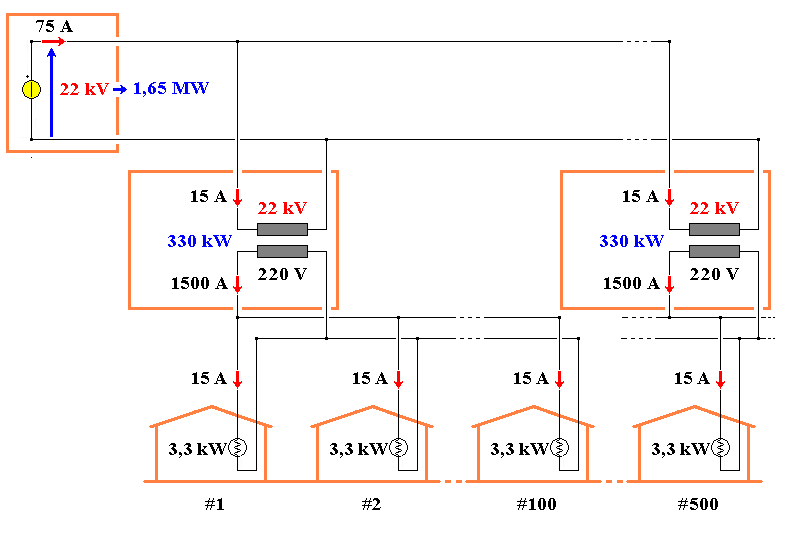 75 A
22 kV 1,65 MW
15 A 15 A
22 kV 22 kV
330 kW 330 kW
220 V 220 V
1500 A 1500 A
15 A 15 A 15 A 15 A
3,3 kW 3,3 kW 3,3 kW 3,3 kW
#1 #2 #100 #500